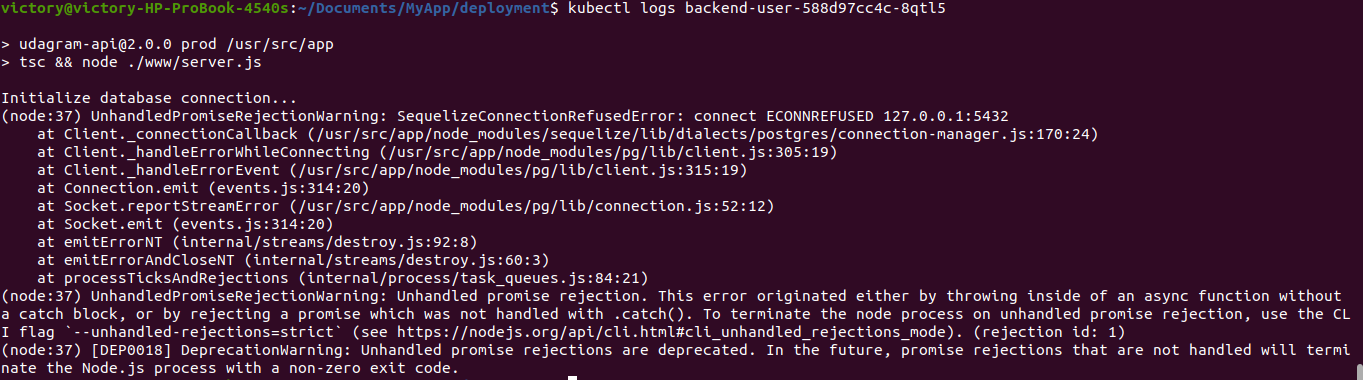 victory@victory-HP-ProBook-4540s:~/Documents/MyApp/deployment$ kubectl logs backend-user-588d97cc4c-8qtl5
> udagram-api@2.0.0 prod /usr/src/app
> tsc && node ./www/server.js
Initialize database connection...
(node:37) UnhandledPromiseRejectionWarning: SequelizeConnectionRefusedError: connect ECONNREFUSED 127.0.0.1:5432
    at Client._connectionCallback (/usr/src/app/node_modules/sequelize/lib/dialects/postgres/connection-manager.js:170:24)
    at Client._handleErrorWhileConnecting (/usr/src/app/node_modules/pg/lib/client.js:305:19)
    at Client._handleErrorEvent (/usr/src/app/node_modules/pg/lib/client.js:315:19)
    at Connection.emit (events.js:314:20)
    at Socket.reportStreamError (/usr/src/app/node_modules/pg/lib/connection.js:52:12)
    at Socket.emit (events.js:314:20)
    at emitErrorNT (internal/streams/destroy.js:92:8)
    at emitErrorAndCloseNT (internal/streams/destroy.js:60:3)
    at processTicksAndRejections (internal/process/task_queues.js:84:21)
(node:37) UnhandledPromiseRejectionWarning: Unhandled promise rejection. This error originated either by throwing inside of an async function without
a catch block, or by rejecting a promise which was not handled with .catch(). To terminate the node process on unhandled promise rejection, use the CL
I flag `--unhandled-rejections=strict` (see https://nodejs.org/api/cli.html#cli_unhandled_rejections_mode). (rejection id: 1)
(node:37) [DEP0018] DeprecationWarning: Unhandled promise rejections are deprecated. In the future, promise rejections that are not handled will termi
nate the Node.js process with a non-zero exit code.